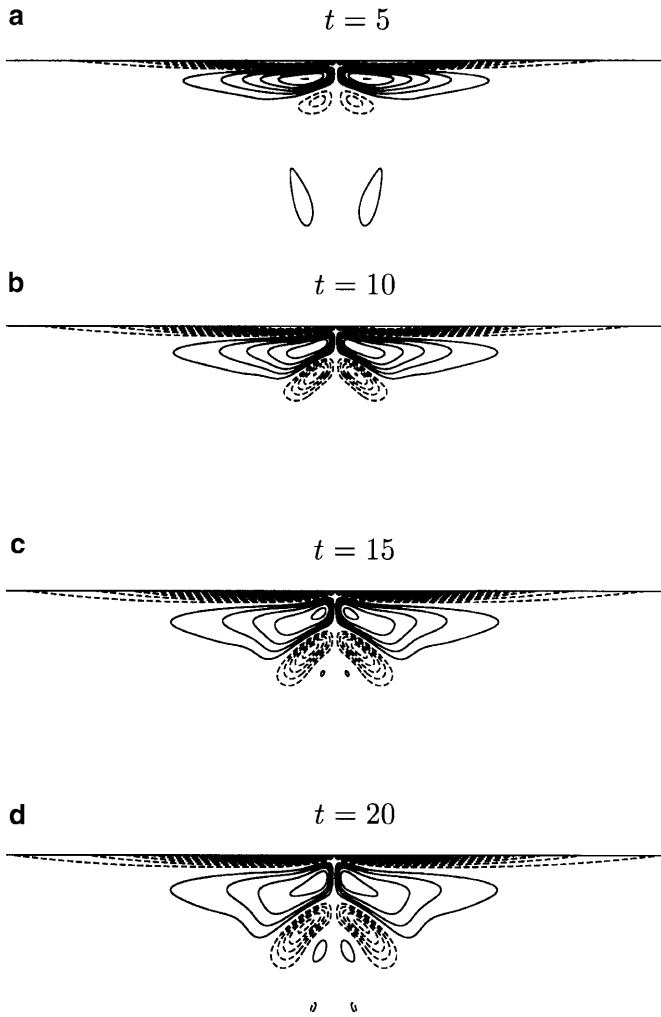 a
t = 5
b
t = 10
c
t = 15
d
t = 20